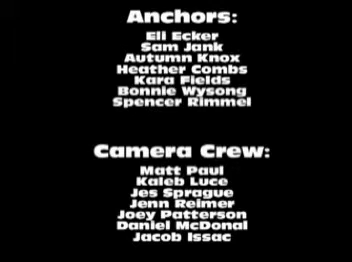 Anchors:
Eli Ecker
Sam Jank
Autumn Knox
Heather Combs
Kara Fields
Bonnie Wysong
Spencer Rimmel
Camera Crew:
Matt Paul
Kaleb Luce
Jes Sprague
Jenn Reimer
Joey Patterson
Daniel McDonal
Jacob Issac